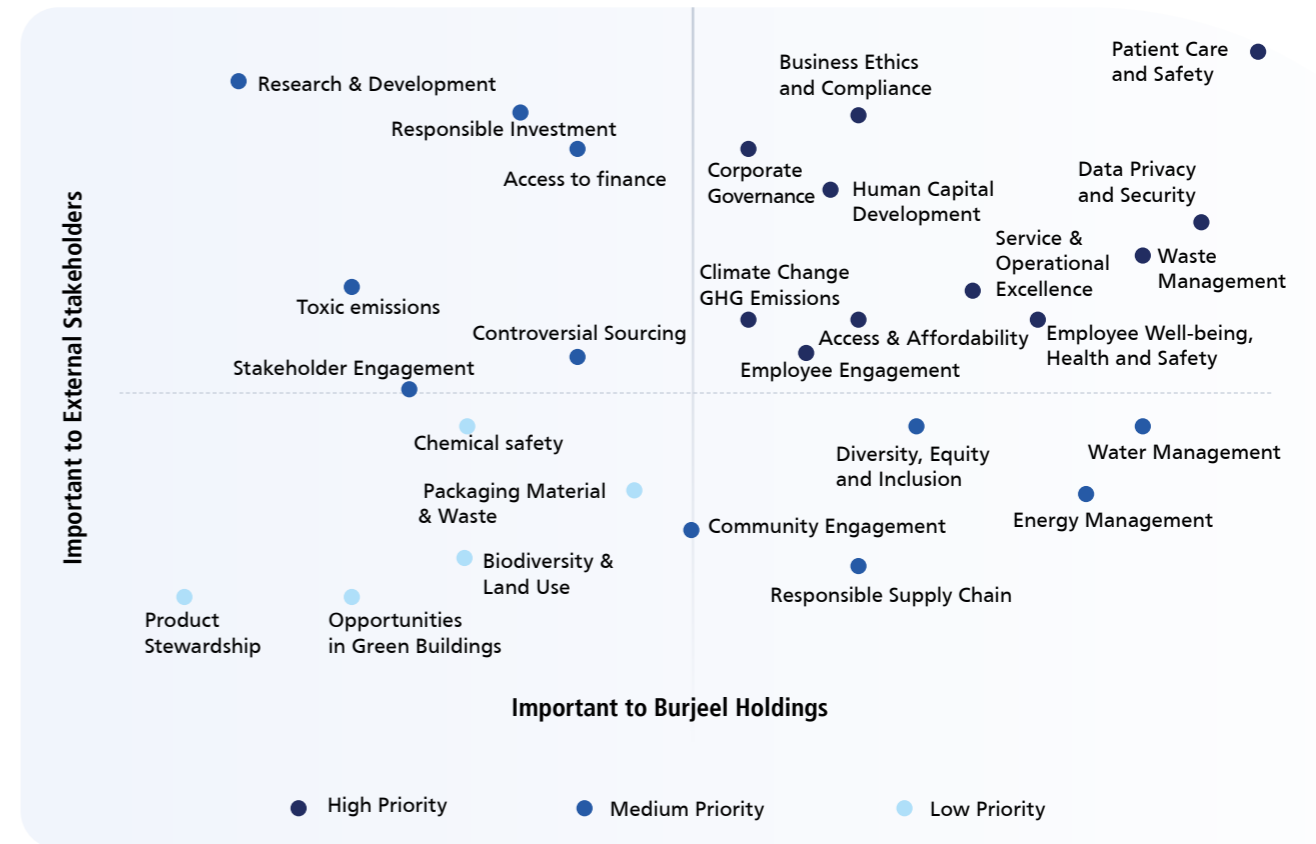 Patient Care
and Safety
Business Ethics
and Compliance
Research & Development
Responsible Investment
Access to finance
Corporate
Governance
Human Capital
Development
Data Privacy
and Security
Service &
Operational
Excellence
Waste
Management
Climate Change
GHG Emissions
Toxic emissions
Controversial Sourcing
Access & Affordability
Employee Well-being,
Health and Safety
Stakeholder Engagement
Employee Engagement
Important to External Stakeholders
Chemical safety
Diversity, Equity
and Inclusion
Water Management
Packaging Material
& Waste
Community Engagement
Energy Management
Biodiversity &
Land Use
Responsible Supply Chain
Product
Stewardship
Opportunities
in Green Buildings
Important to Burjeel Holdings
High Priority
Medium Priority
Low Priority